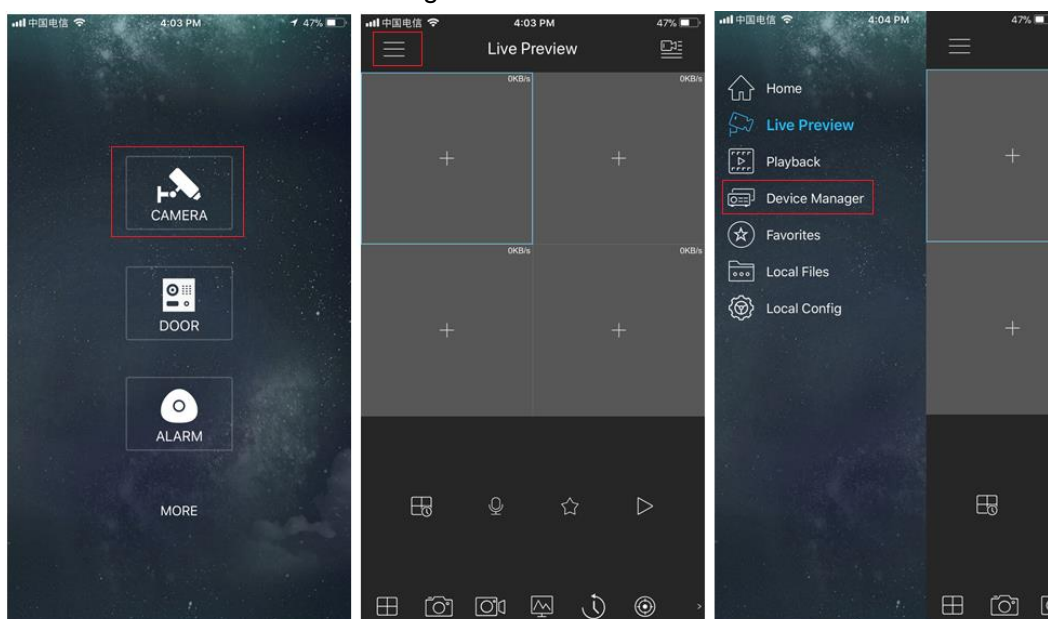 中国电信 4:03 PM 47%
CAMERA
DOOR
ALARM
MORE
中国电信 4:03 PM 47%
Live Preview
0KB/s 0KB/s
0KB/s 0KB/s
中国电信 4:04 PM 47%
Home
Live Preview
Playback
Device Manager
Favorites
Local Files
Local Config